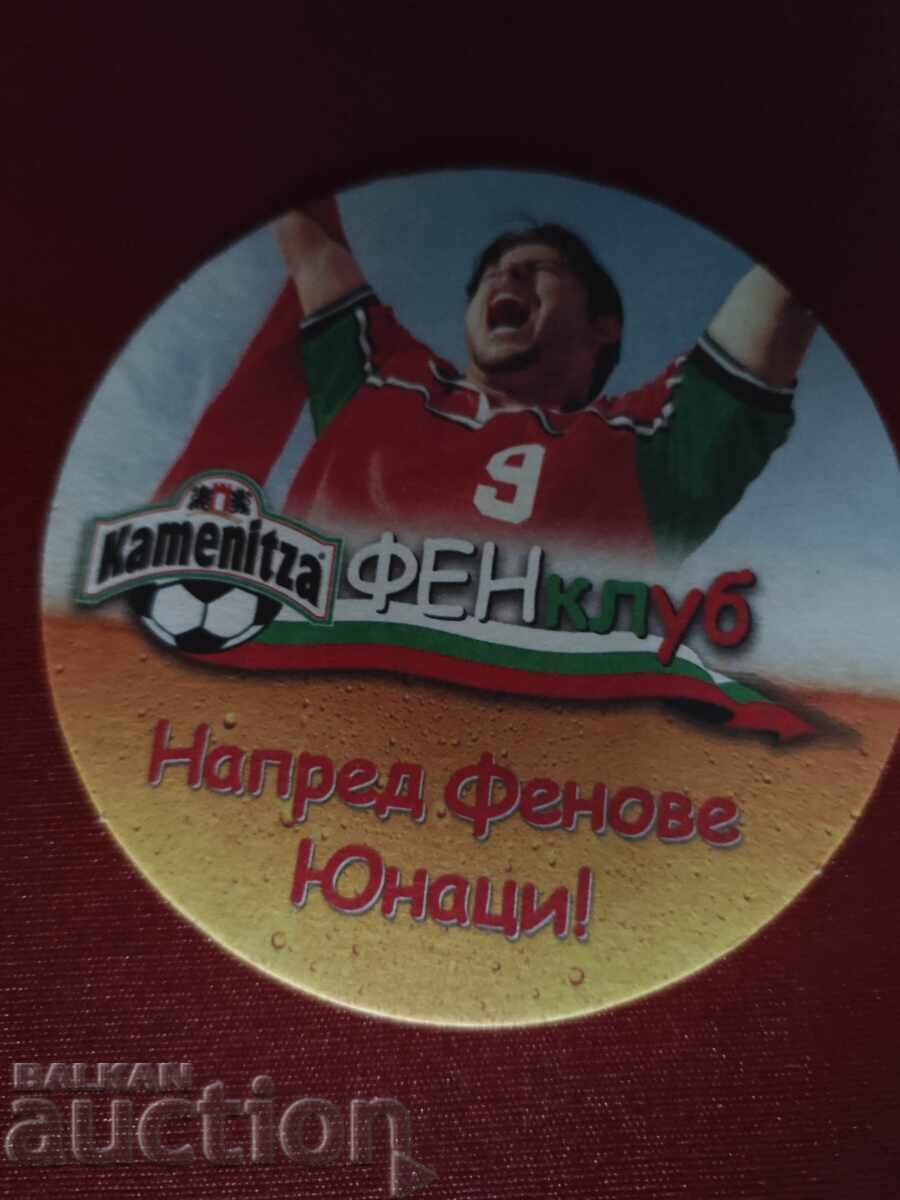 9
Kamenitza
ФЕНклуб
Напред Фенове
Юнаци!
BALKAN
auction